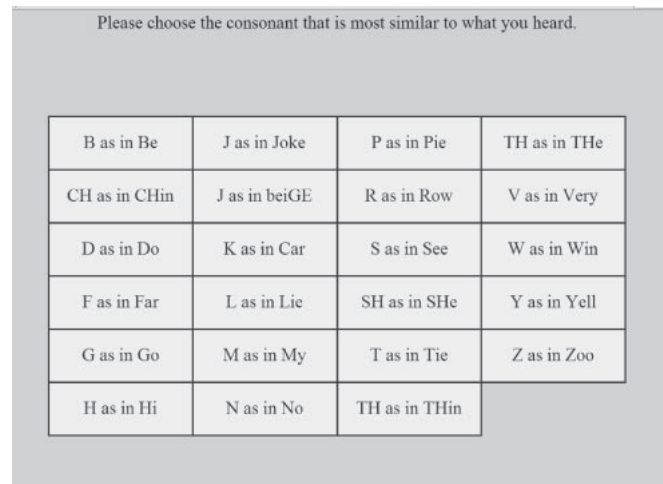 Please choose the consonant that is most similar to what you heard.
B as in Be J as in Joke P as in Pie TH as in THe
CH as in CHin J as in beiGE R as in Row V as in Very
D as in Do K as in Car S as in See W as in Win
F as in Far L as in Lie SH as in SHe Y as in Yell
G as in Go M as in My T as in Tie Z as in Zoo
H as in Hi N as in No TH as in THin